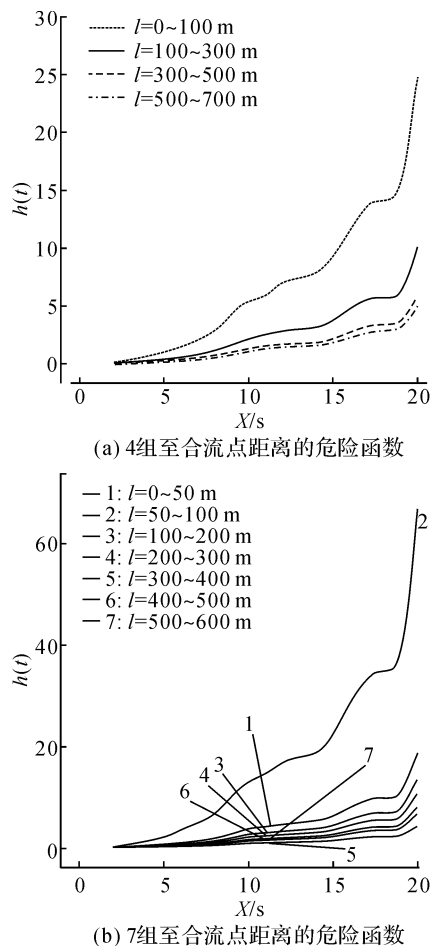 30
25
20
15
10
5
0
h(t)
l=0~100 m
l=100~300 m
l=300~500 m
l=500~700 m
0 5 10 15 20
X/s
(a) 4组至合流点距离的危险函数
60
40
20
0
h(t)
1: l=0~50 m
2: l=50~100 m
3: l=100~200 m
4: l=200~300 m
5: l=300~400 m
6: l=400~500 m
7: l=500~600 m
2
1
3
7
4
6
5
0 5 10 15 20
X/s
(b) 7组至合流点距离的危险函数